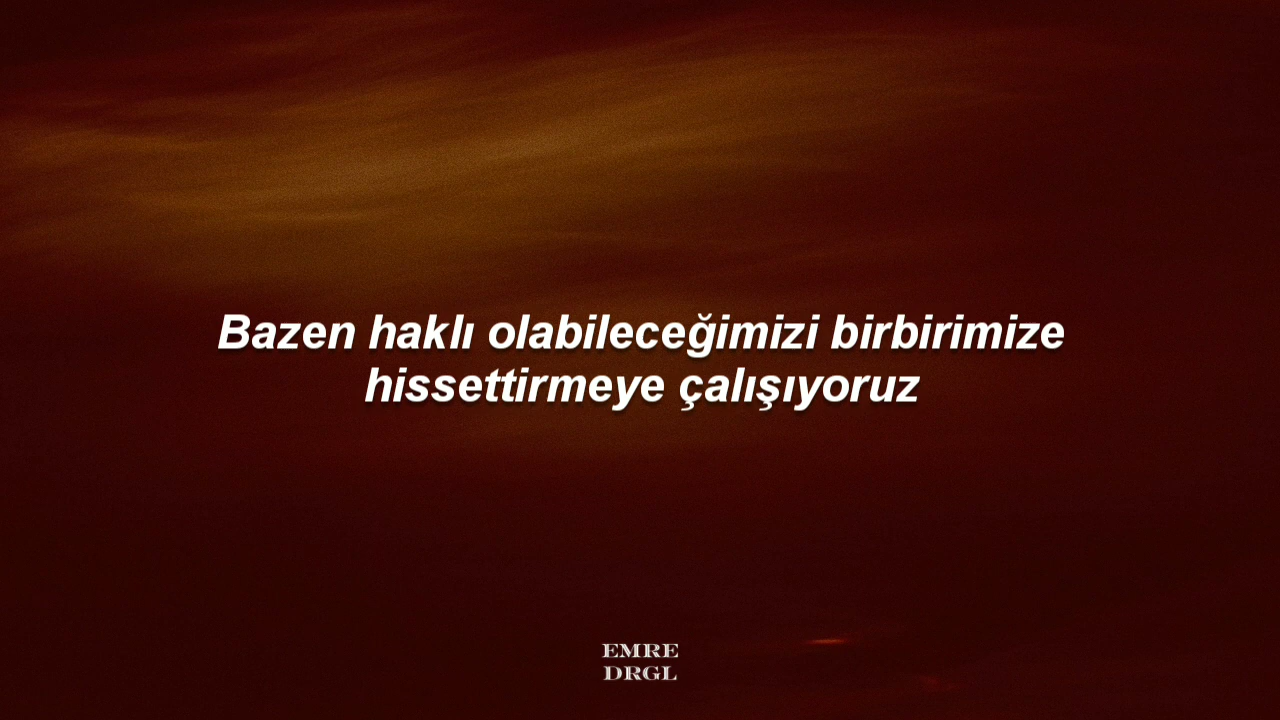 Bazen haklı olabileceğimizi birbirimize
hissettirmeye çalışıyoruz
EMRE
DRGL